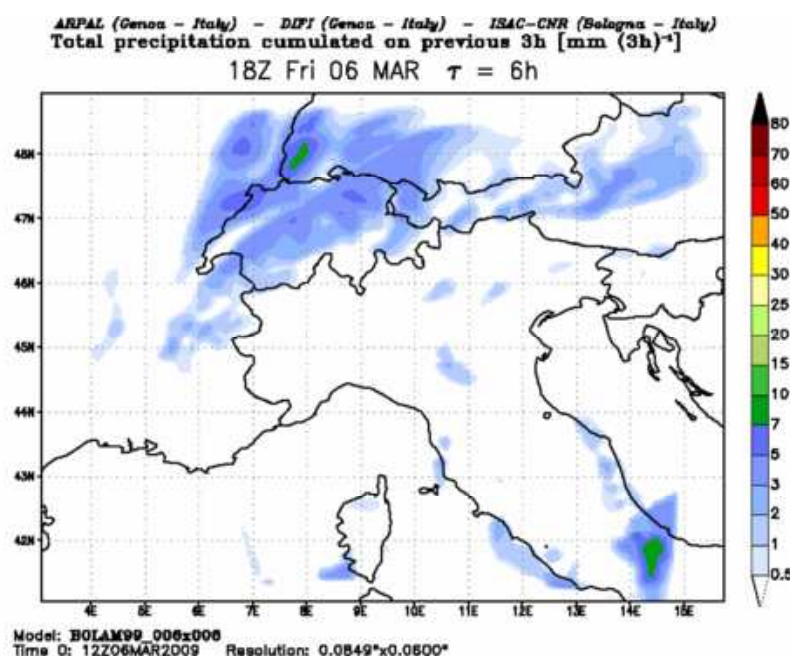 ARPAL (Genoa - Italy) - DIFI (Genoa - Italy) - ISAC-CNR (Bologna - Italy)
Total precipitation cumulated on previous 3h [mm (3h)⁻¹]
18Z Fri 06 MAR τ = 6h
48N
47N
46N
45N
44N
43N
42N
4E 5E 6E 7E 8E 9E 10E 11E 12E 13E 14E 15E
80
70
60
50
40
30
25
20
15
10
7
5
3
2
1
0.5
Model: BOLAM99_006x006
Time 0: 12Z06MAR2009 Resolution: 0.0849°x0.0600°